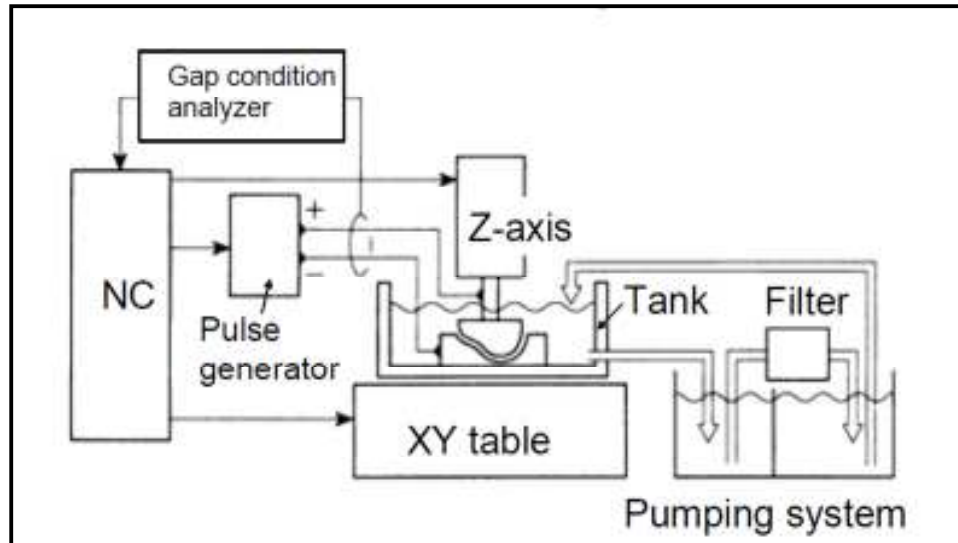 Gap condition
analyzer
+
Z-axis
NC
−
Pulse
generator
Tank
Filter
XY table
Pumping system